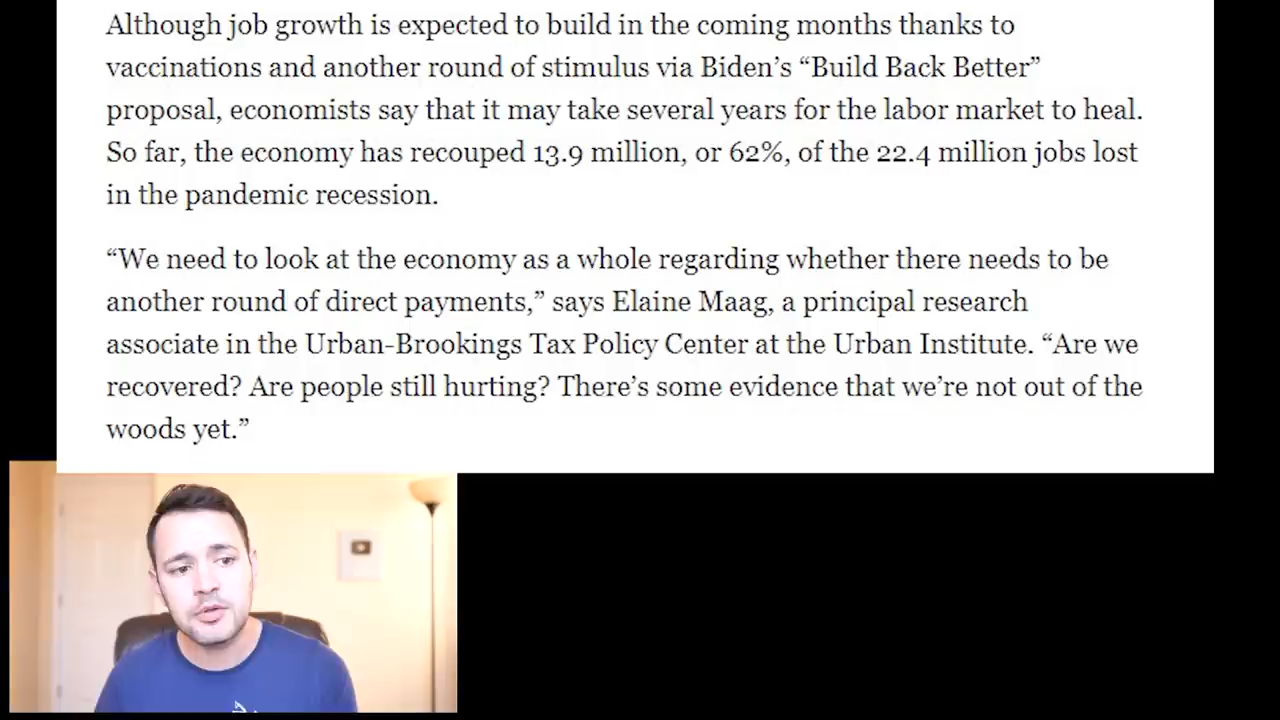 Although job growth is expected to build in the coming months thanks to
vaccinations and another round of stimulus via Biden’s “Build Back Better”
proposal, economists say that it may take several years for the labor market to heal.
So far, the economy has recouped 13.9 million, or 62%, of the 22.4 million jobs lost
in the pandemic recession.
“We need to look at the economy as a whole regarding whether there needs to be
another round of direct payments,” says Elaine Maag, a principal research
associate in the Urban-Brookings Tax Policy Center at the Urban Institute. “Are we
recovered? Are people still hurting? There’s some evidence that we’re not out of the
woods yet.”